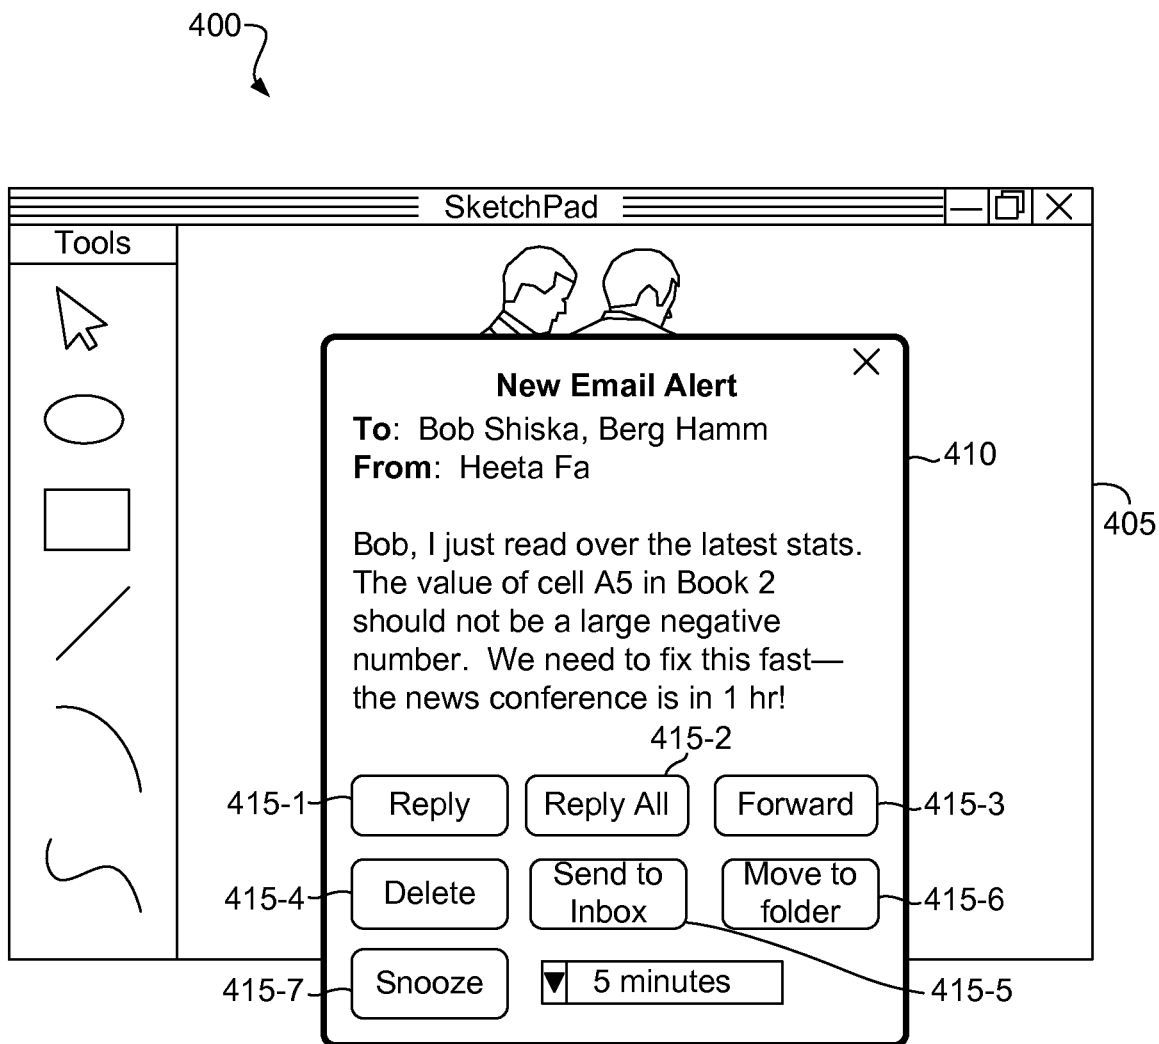 400
SketchPad
Tools
New Email Alert
To: Bob Shiska, Berg Hamm
From: Heeta Fa
410
405
Bob, I just read over the latest stats.
The value of cell A5 in Book 2
should not be a large negative
number. We need to fix this fast—
the news conference is in 1 hr!
415-2
415-1 Reply Reply All Forward 415-3
415-4 Delete Send to Inbox Move to folder 415-6
415-7 Snooze 5 minutes 415-5